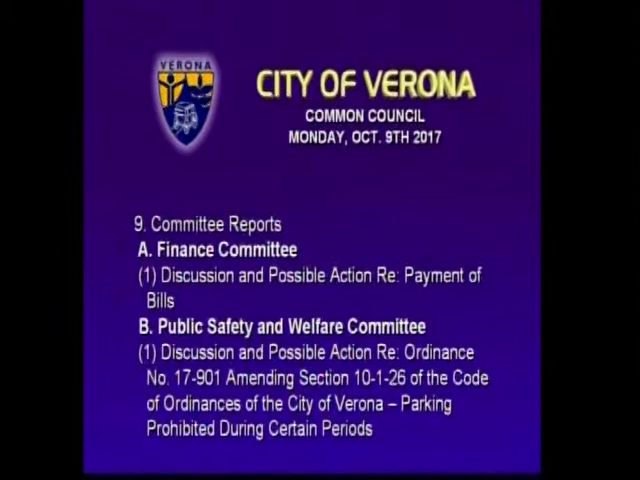 VERONA
CITY OF VERONA
COMMON COUNCIL
MONDAY, OCT. 9TH 2017
9. Committee Reports
A. Finance Committee
(1) Discussion and Possible Action Re: Payment of
Bills
B. Public Safety and Welfare Committee
(1) Discussion and Possible Action Re: Ordinance
No. 17-901 Amending Section 10-1-26 of the Code
of Ordinances of the City of Verona – Parking
Prohibited During Certain Periods